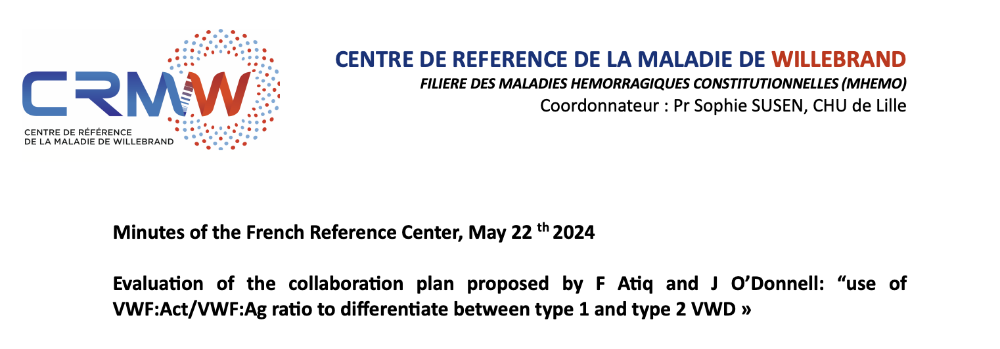 CRMW
CENTRE DE RÉFÉRENCE
DE LA MALADIE DE WILLEBRAND
CENTRE DE REFERENCE DE LA MALADIE DE WILLEBRAND
FILIERE DES MALADIES HEMORRAGIQUES CONSTITUTIONNELLES (MHEMO)
Coordonnateur : Pr Sophie SUSEN, CHU de Lille
Minutes of the French Reference Center, May 22 th 2024
Evaluation of the collaboration plan proposed by F Atiq and J O’Donnell: “use of
VWF:Act/VWF:Ag ratio to differentiate between type 1 and type 2 VWD »